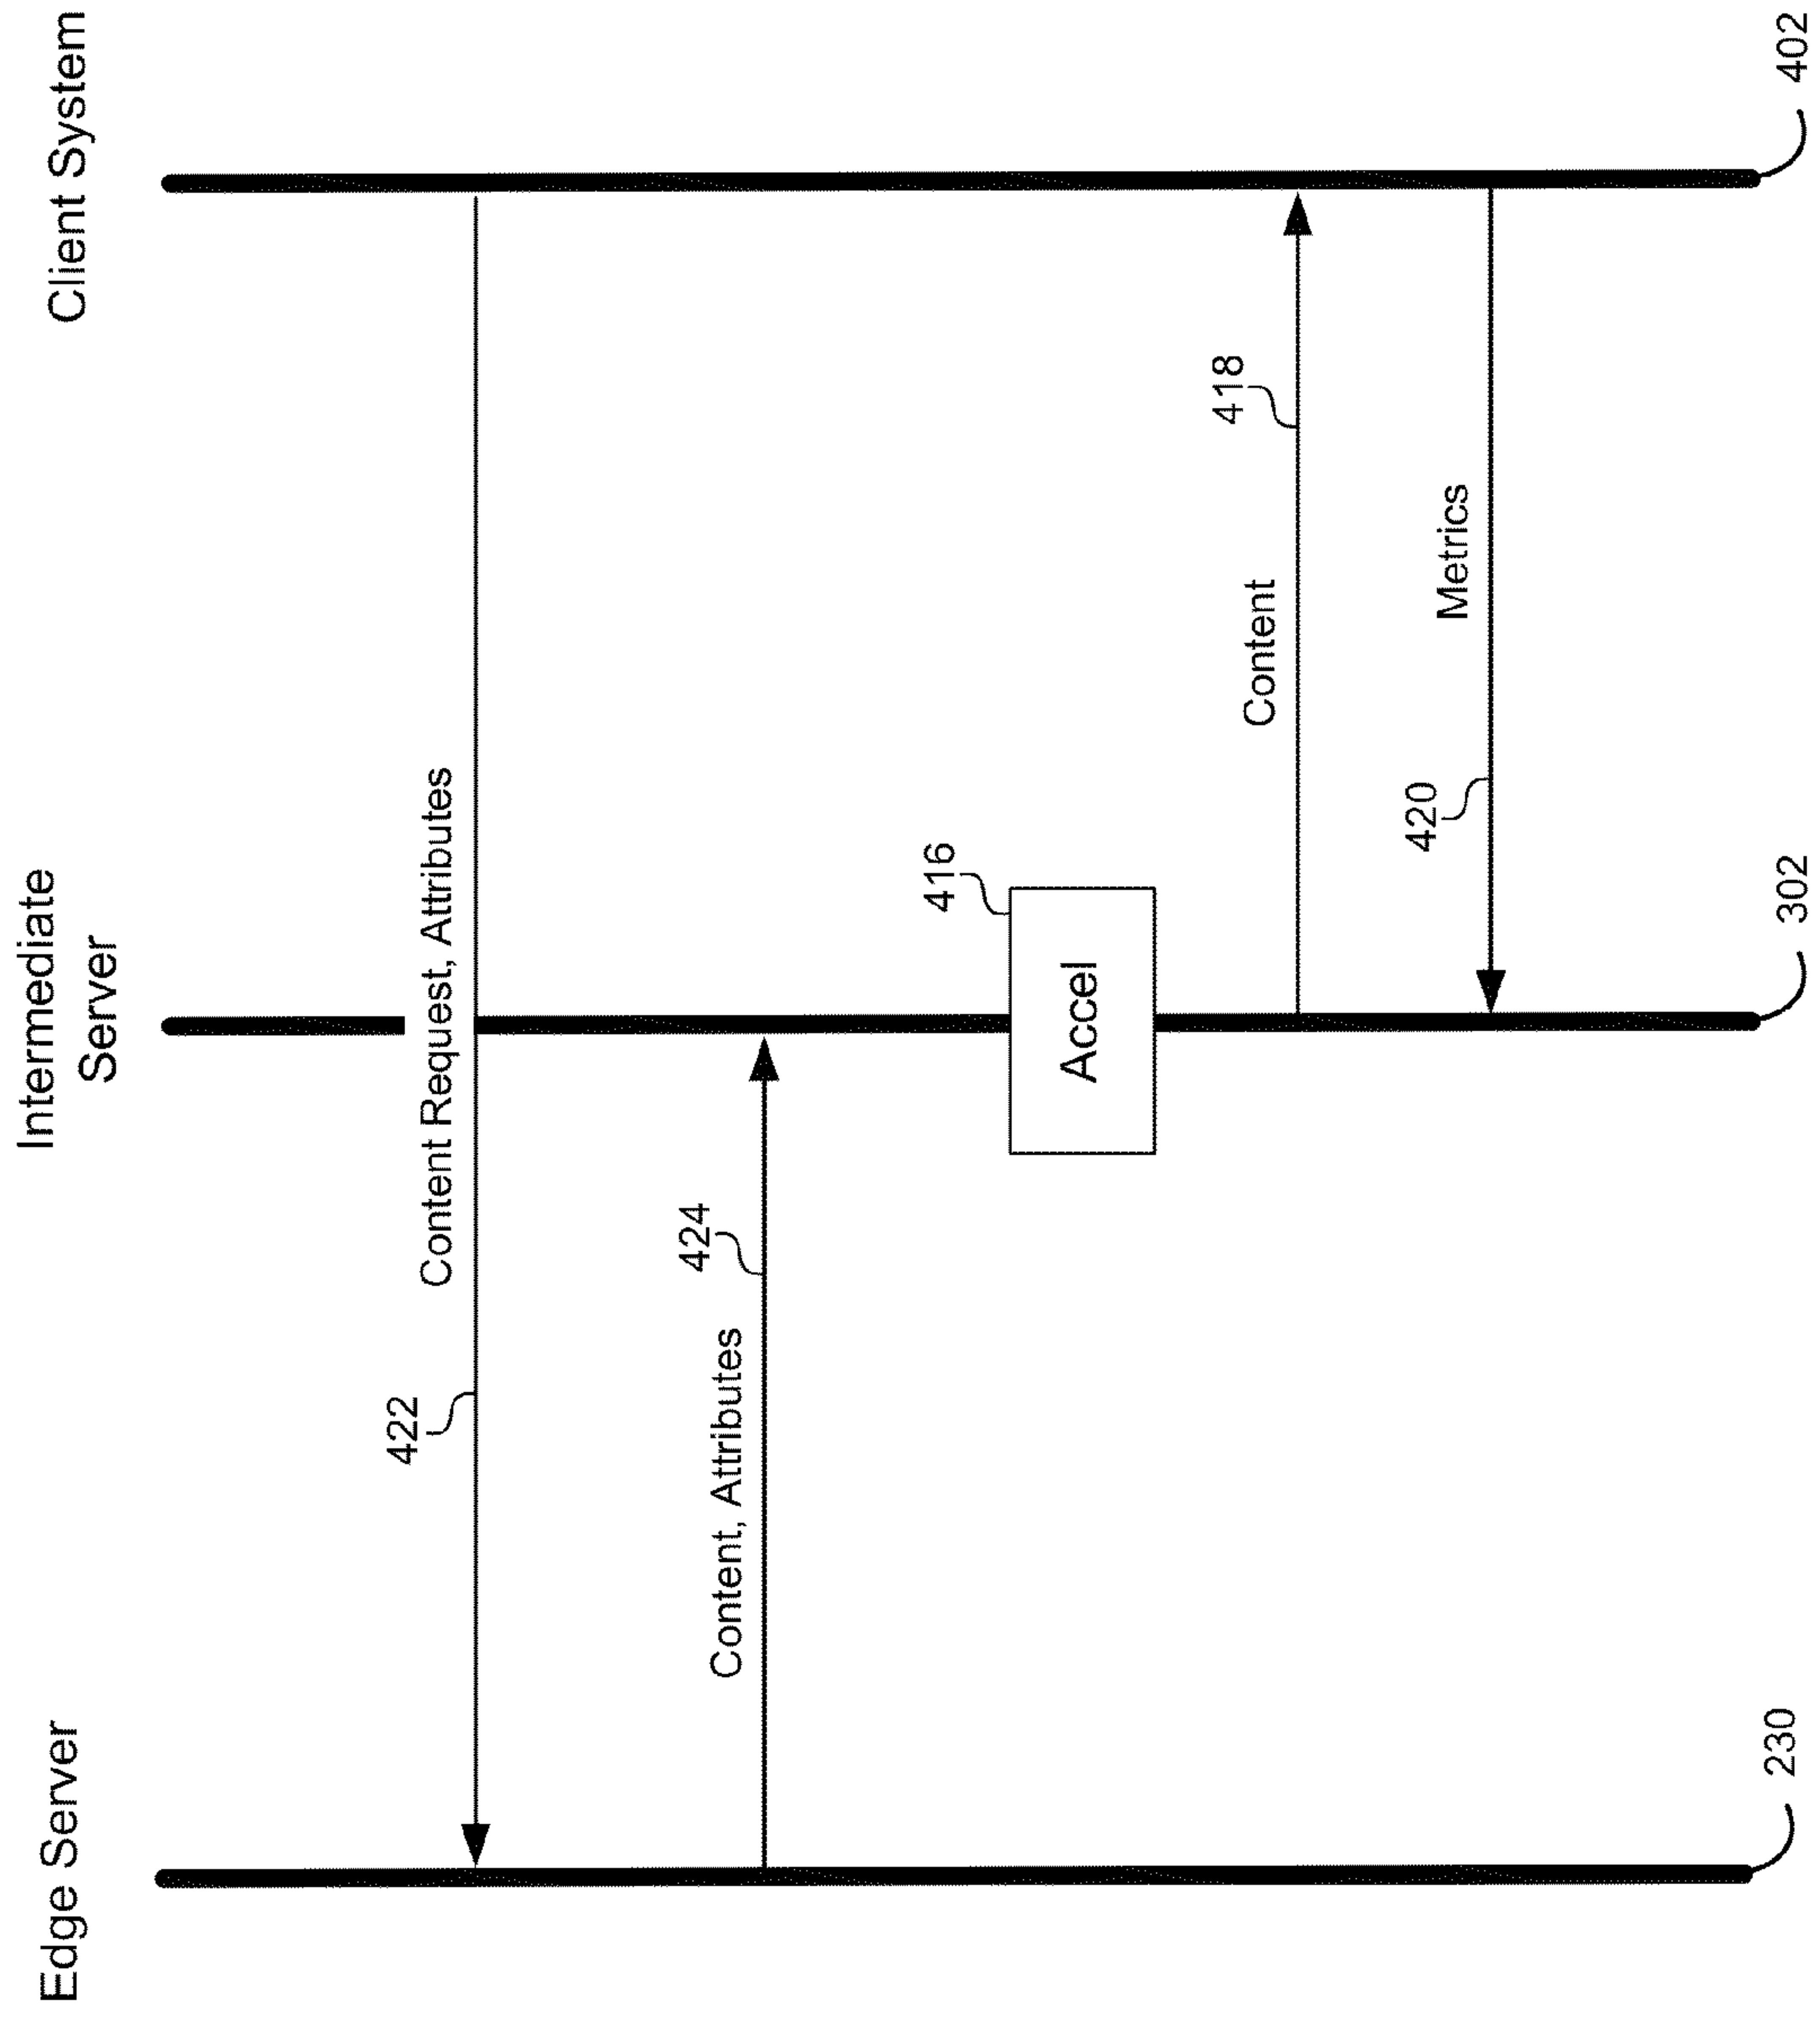 Edge Server
Intermediate
Server
Client System
422
Content Request, Attributes
424
Content, Attributes
416
Accel
418
Content
420
Metrics
230
302
402